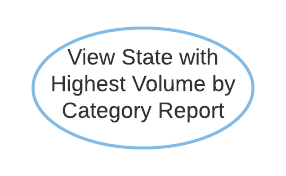 View State with
Highest Volume by
Category Report